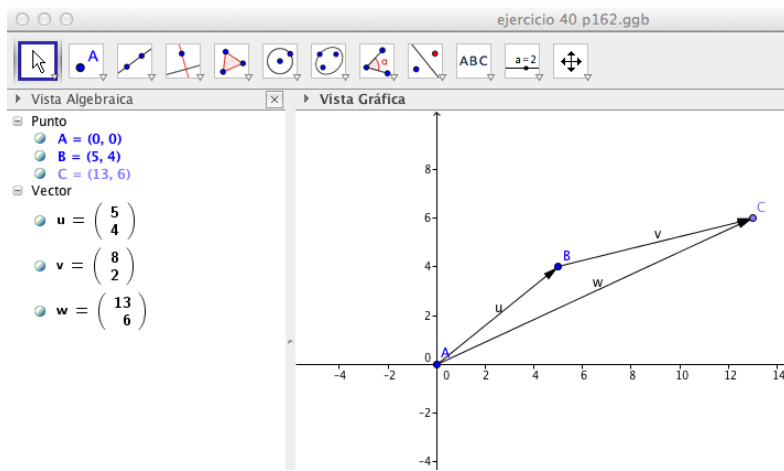 ejercicio 40 p162.ggb
A
α
ABC
a=2
Vista Algebraica
Vista Gráfica
Punto
A = (0, 0)
B = (5, 4)
C = (13, 6)
Vector
u = ( 5
4 )
v = ( 8
2 )
w = ( 13
6 )
8
6
4
2
0
-2
-4
-4
-2
0
2
4
6
8
10
12
14
A
B
C
u
v
w